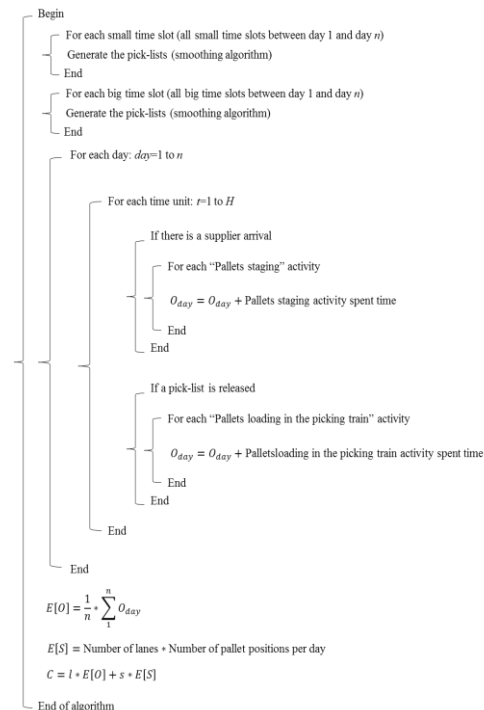 Begin
For each small time slot (all small time slots between day 1 and day n)
Generate the pick-lists (smoothing algorithm)
End
For each big time slot (all big time slots between day 1 and day n)
Generate the pick-lists (smoothing algorithm)
End
For each day: day=1 to n
For each time unit: t=1 to H
If there is a supplier arrival
For each “Pallets staging” activity
O_day = O_day + Pallets staging activity spent time
End
End
If a pick-list is released
For each “Pallets loading in the picking train” activity
O_day = O_day + Palletsloading in the picking train activity spent time
End
End
End
End
E[O] = 1/n * ∑_1^n O_day
E[S] = Number of lanes * Number of pallet positions per day
C = l * E[O] + s * E[S]
End of algorithm